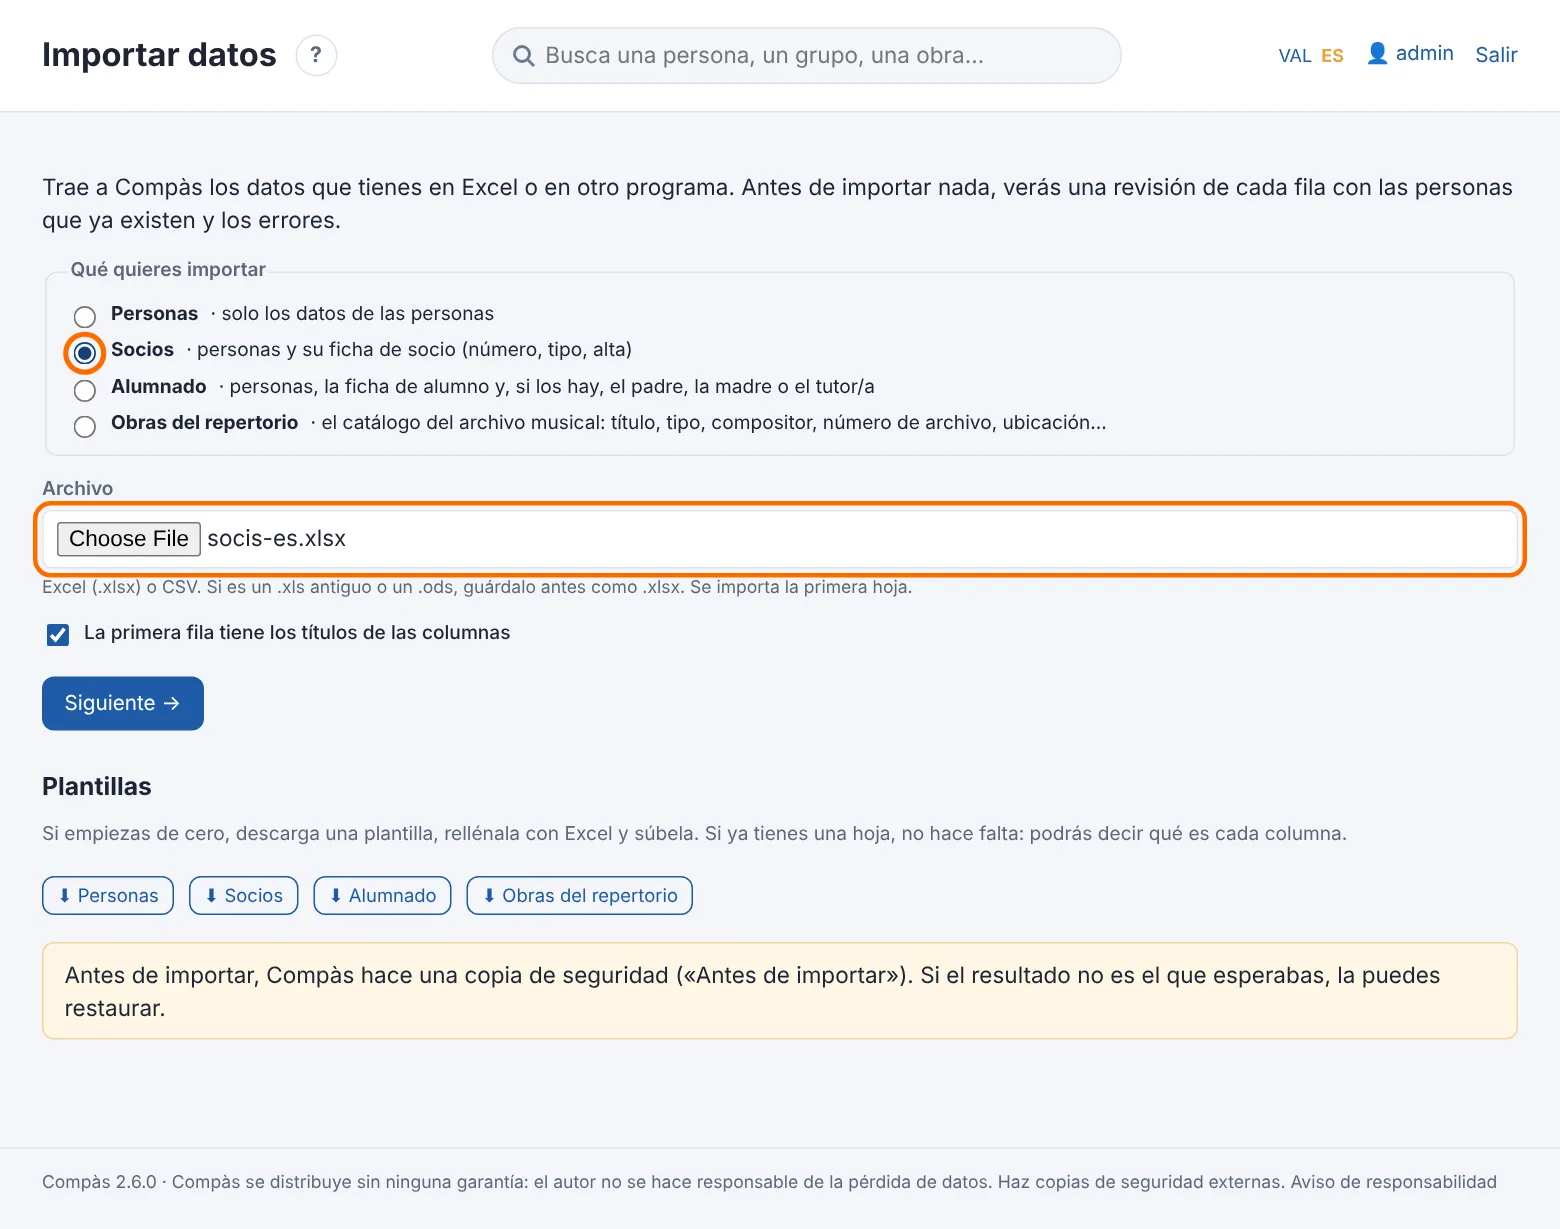 Importar datos ?
Busca una persona, un grupo, una obra...
VAL ES admin Salir
Trae a Compàs los datos que tienes en Excel o en otro programa. Antes de importar nada, verás una revisión de cada fila con las personas
que ya existen y los errores.
Qué quieres importar
Personas · solo los datos de las personas
Socios · personas y su ficha de socio (número, tipo, alta)
Alumnado · personas, la ficha de alumno y, si los hay, el padre, la madre o el tutor/a
Obras del repertorio · el catálogo del archivo musical: título, tipo, compositor, número de archivo, ubicación...
Archivo
Choose File socis-es.xlsx
Excel (.xlsx) o CSV. Si es un .xls antiguo o un .ods, guárdalo antes como .xlsx. Se importa la primera hoja.
La primera fila tiene los títulos de las columnas
Siguiente →
Plantillas
Si empiezas de cero, descarga una plantilla, rellénala con Excel y súbela. Si ya tienes una hoja, no hace falta: podrás decir qué es cada columna.
⬇ Personas ⬇ Socios ⬇ Alumnado ⬇ Obras del repertorio
Antes de importar, Compàs hace una copia de seguridad («Antes de importar»). Si el resultado no es el que esperabas, la puedes
restaurar.
Compàs 2.6.0 · Compàs se distribuye sin ninguna garantía: el autor no se hace responsable de la pérdida de datos. Haz copias de seguridad externas. Aviso de responsabilidad